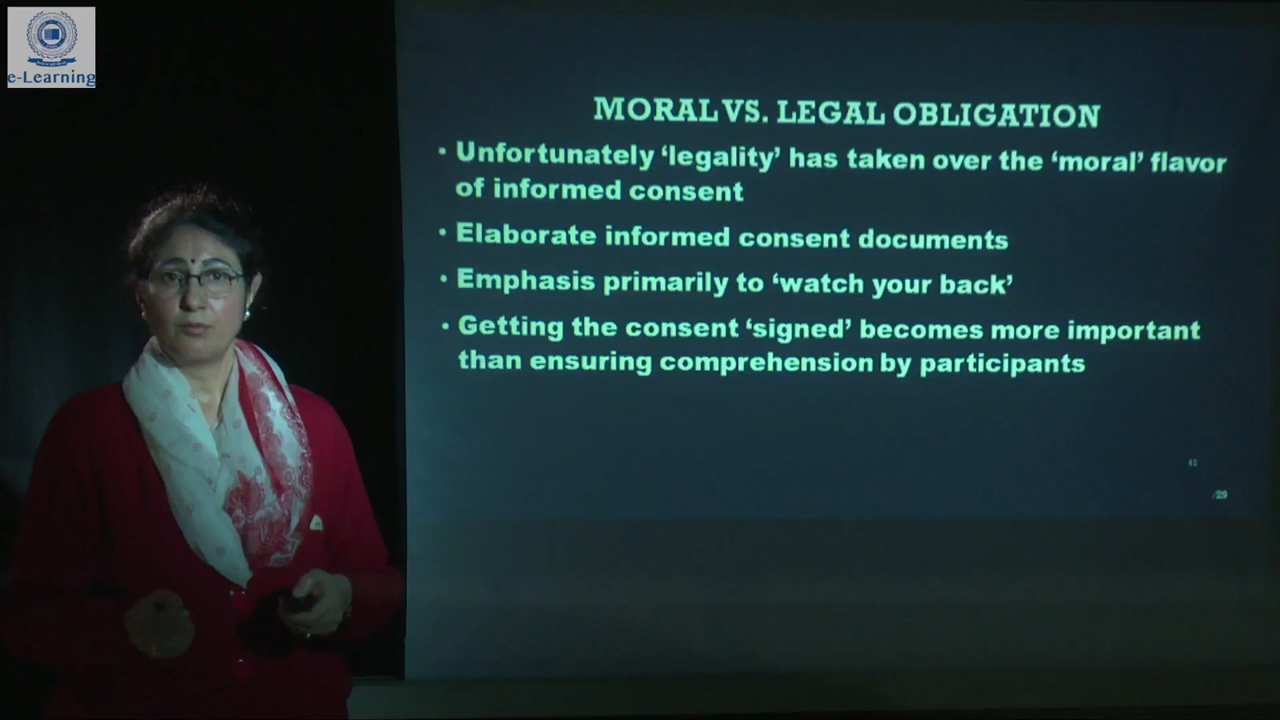 e-Learning
MORAL VS. LEGAL OBLIGATION
• Unfortunately ‘legality’ has taken over the ‘moral’ flavor
of informed consent
• Elaborate informed consent documents
• Emphasis primarily to ‘watch your back’
• Getting the consent ‘signed’ becomes more important
than ensuring comprehension by participants
/29